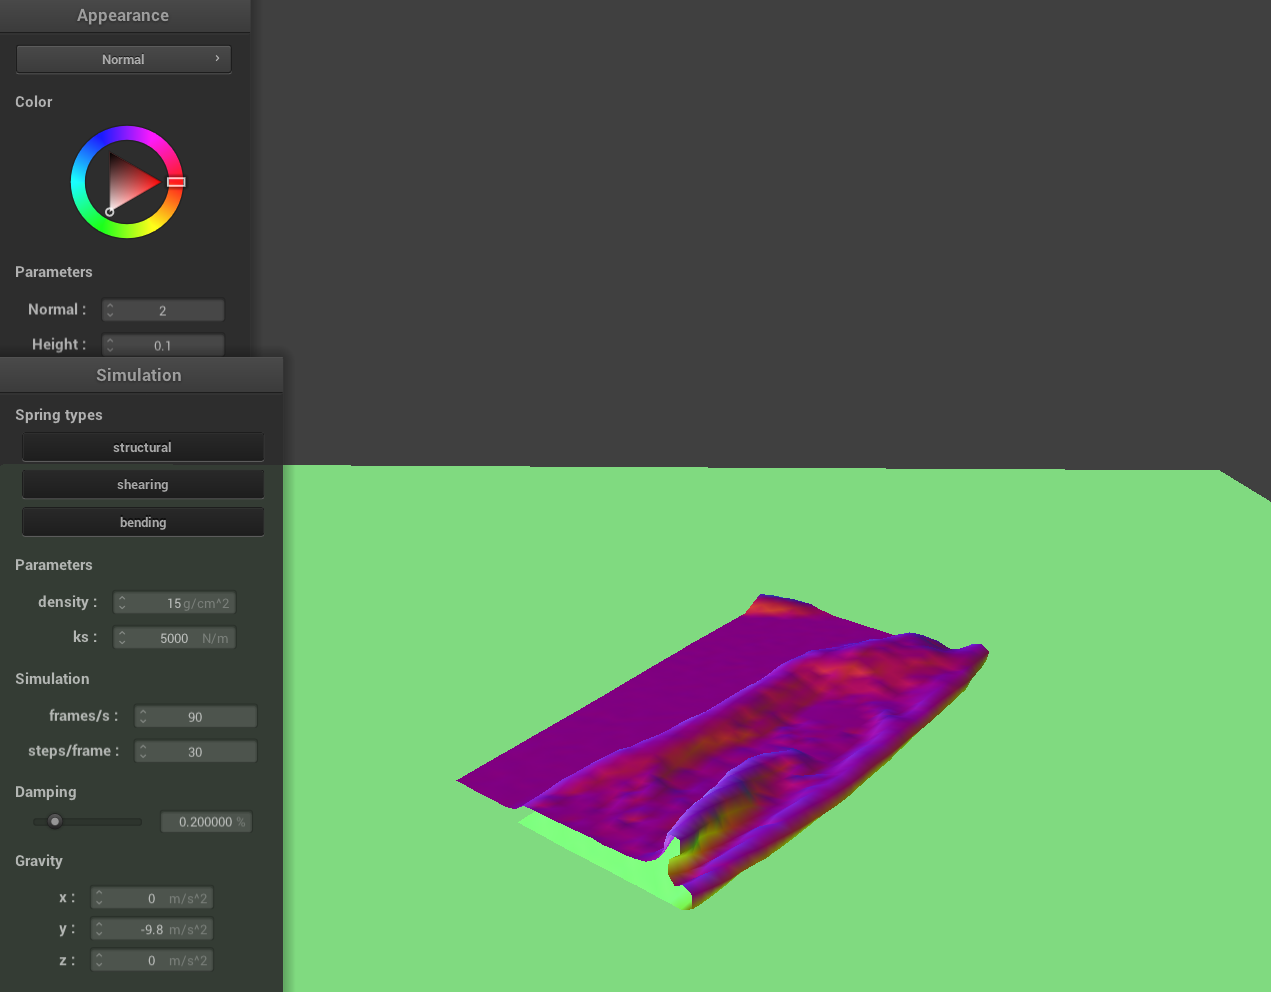 Appearance
Normal
Color
Parameters
Normal : 2
Height : 0.1
Simulation
Spring types
structural
shearing
bending
Parameters
density : 15 g/cm^2
ks : 5000 N/m
Simulation
frames/s : 90
steps/frame : 30
Damping
0.200000 %
Gravity
x : 0 m/s^2
y : -9.8 m/s^2
z : 0 m/s^2